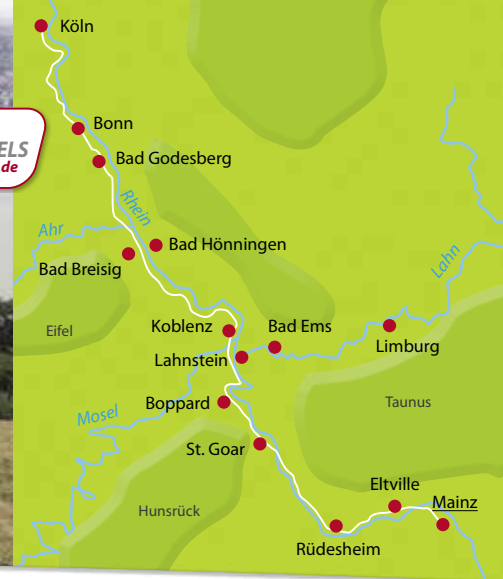 Köln
ELS
de
Bonn
Bad Godesberg
Rhein
Ahr
Bad Hönningen
Bad Breisig
Lahn
Eifel
Koblenz
Bad Ems
Limburg
Lahnstein
Boppard
Taunus
Mosel
St. Goar
Hunsrück
Eltville
Mainz
Rüdesheim